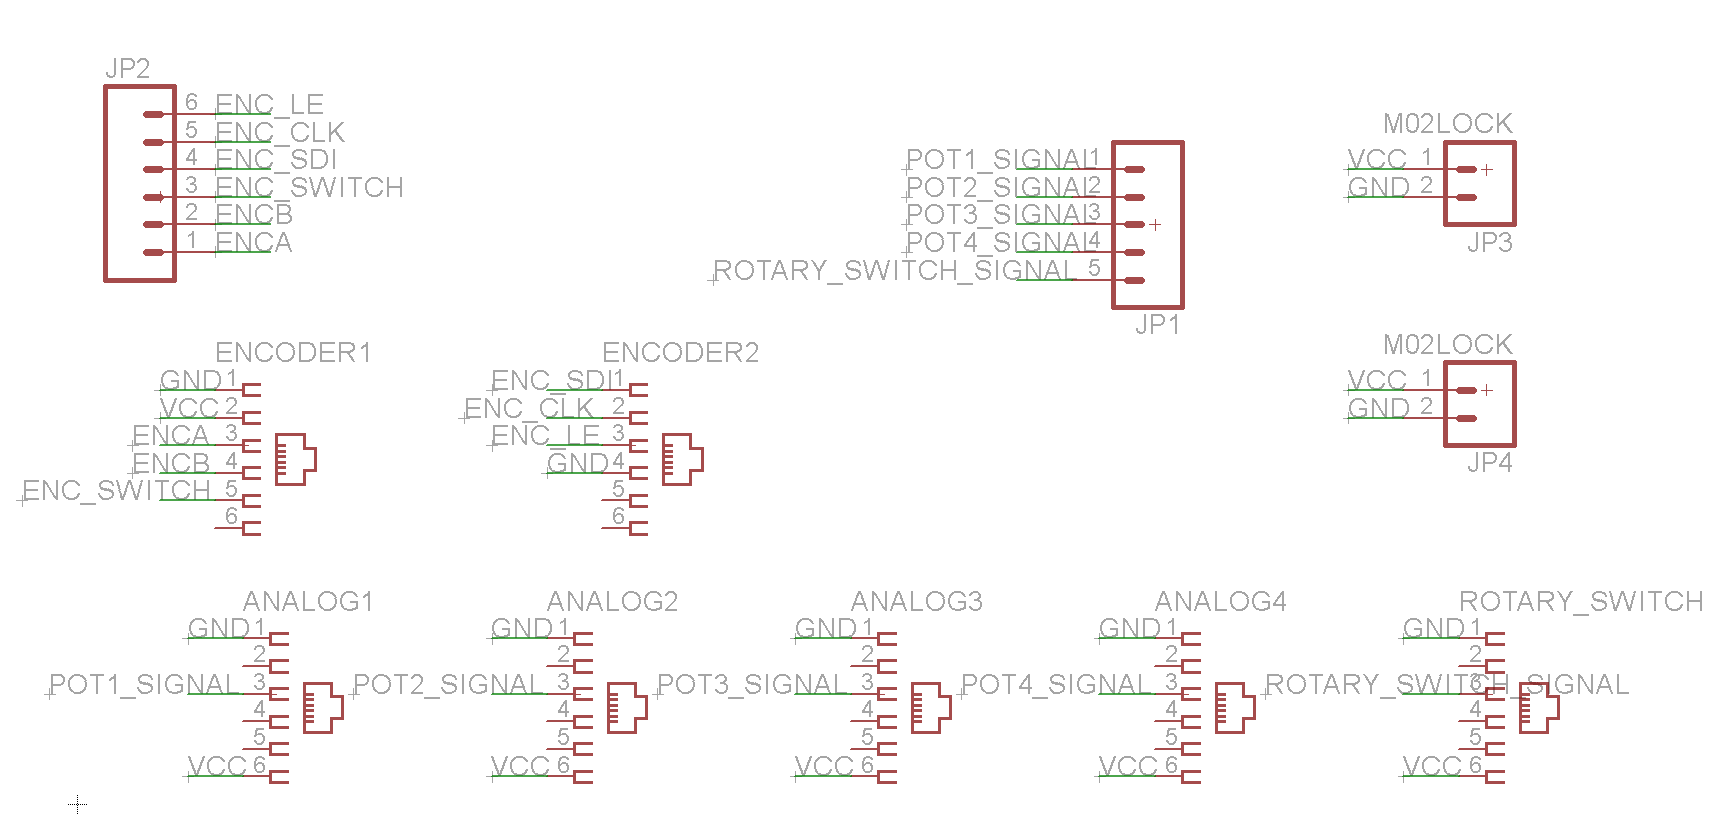 JP2
6 ENC_LE
5 ENC_CLK
4 ENC_SDI
3 ENC_SWITCH
2 ENCB
1 ENCA
POT1_SIGNAL 1
POT2_SIGNAL 2
POT3_SIGNAL 3
POT4_SIGNAL 4
ROTARY_SWITCH_SIGNAL 5
JP1
M02LOCK
VCC 1
GND 2
JP3
M02LOCK
VCC 1
GND 2
JP4
ENCODER1
GND 1
VCC 2
ENCA 3
ENCB 4
ENC_SWITCH 5
6
ENCODER2
ENC_SDI 1
ENC_CLK 2
ENC_LE 3
GND 4
5
6
ANALOG1
GND 1
2
POT1_SIGNAL 3
4
5
VCC 6
ANALOG2
GND 1
2
POT2_SIGNAL 3
4
5
VCC 6
ANALOG3
GND 1
2
POT3_SIGNAL 3
4
5
VCC 6
ANALOG4
GND 1
2
POT4_SIGNAL 3
4
5
VCC 6
ROTARY_SWITCH
GND 1
2
ROTARY_SWITCH_SIGNAL 3
4
5
VCC 6